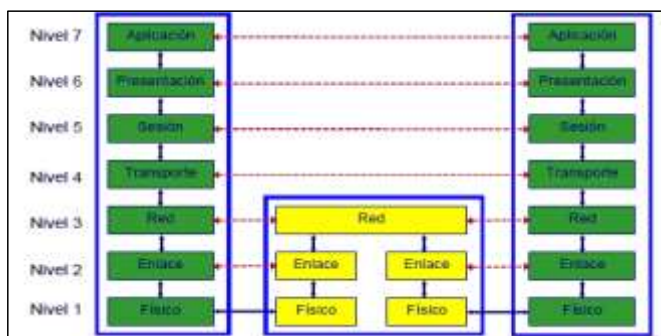 Nivel 7 Aplicación Aplicación
Nivel 6 Presentación Presentación
Nivel 5 Sesión Sesión
Nivel 4 Transporte Transporte
Nivel 3 Red Red Red
Nivel 2 Enlace Enlace Enlace Enlace
Nivel 1 Físico Físico Físico Físico